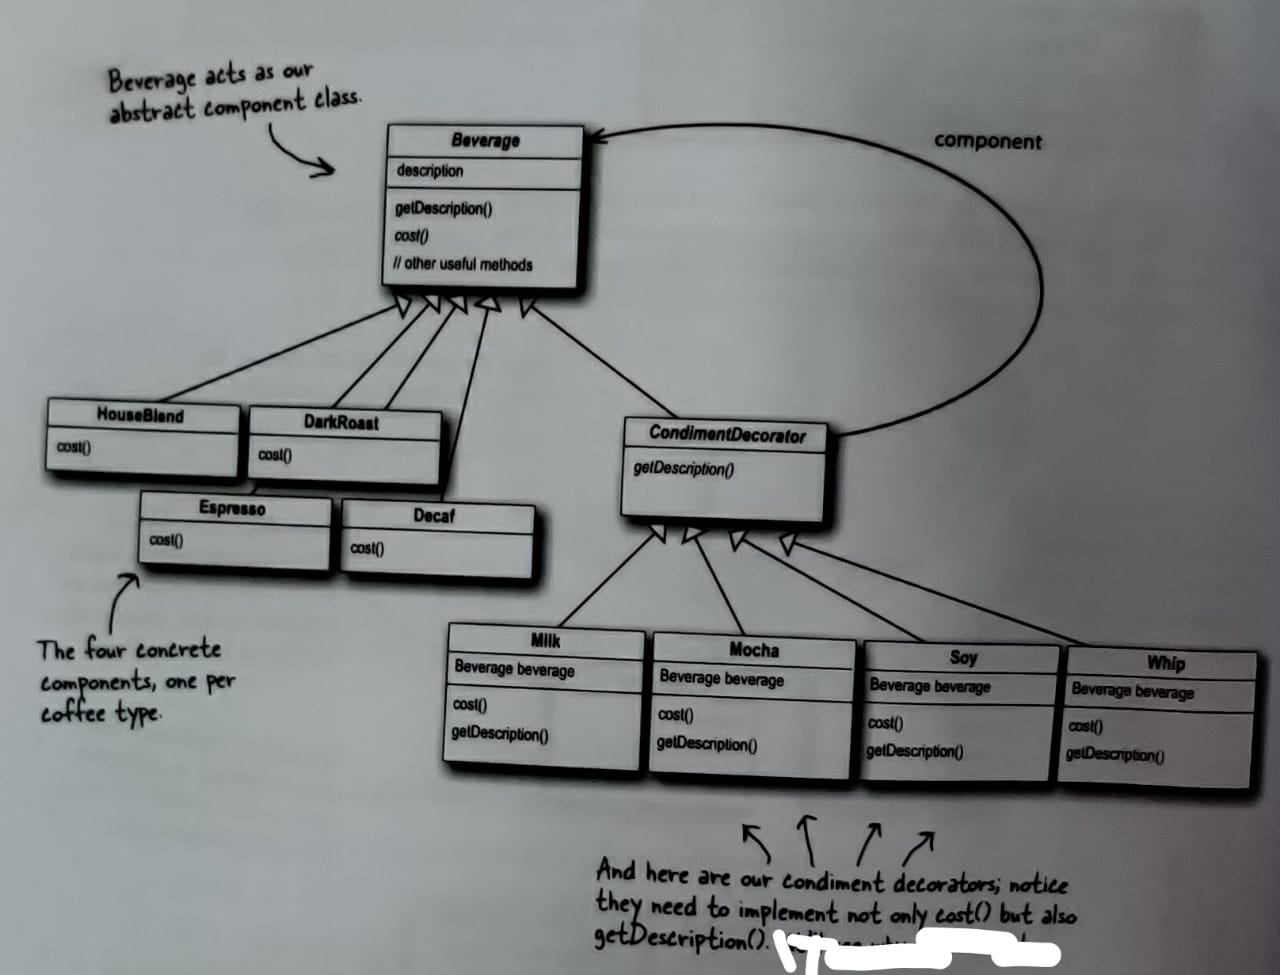 Beverage acts as our
abstract component class.
component
Beverage
description
getDescription()
cost()
// other useful methods
HouseBlend
cost()
DarkRoast
cost()
CondimentDecorator
getDescription()
Espresso
cost()
Decaf
cost()
The four concrete
components, one per
coffee type.
Milk
Beverage beverage
cost()
getDescription()
Mocha
Beverage beverage
cost()
getDescription()
Soy
Beverage beverage
cost()
getDescription()
Whip
Beverage beverage
cost()
getDescription()
And here are our condiment decorators; notice
they need to implement not only cost() but also
getDescription().